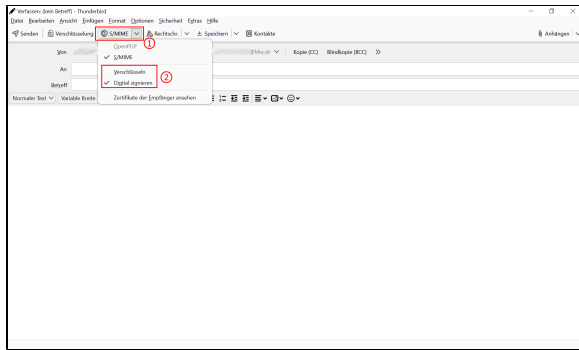 Verfassen: (kein Betreff) - Thunderbird
Datei Bearbeiten Ansicht Einfügen Format Optionen Sicherheit Extras Hilfe
Senden Verschlüsselung S/MIME Rechtschr. Speichern Kontakte Anhängen
①
Von Kopie (CC) Blindkopie (BCC)
OpenPGP
S/MIME
An
Verschlüsseln
②
Digital signieren
Betreff
Zertifikate der Empfänger ansehen
Normaler Text Variable Breite